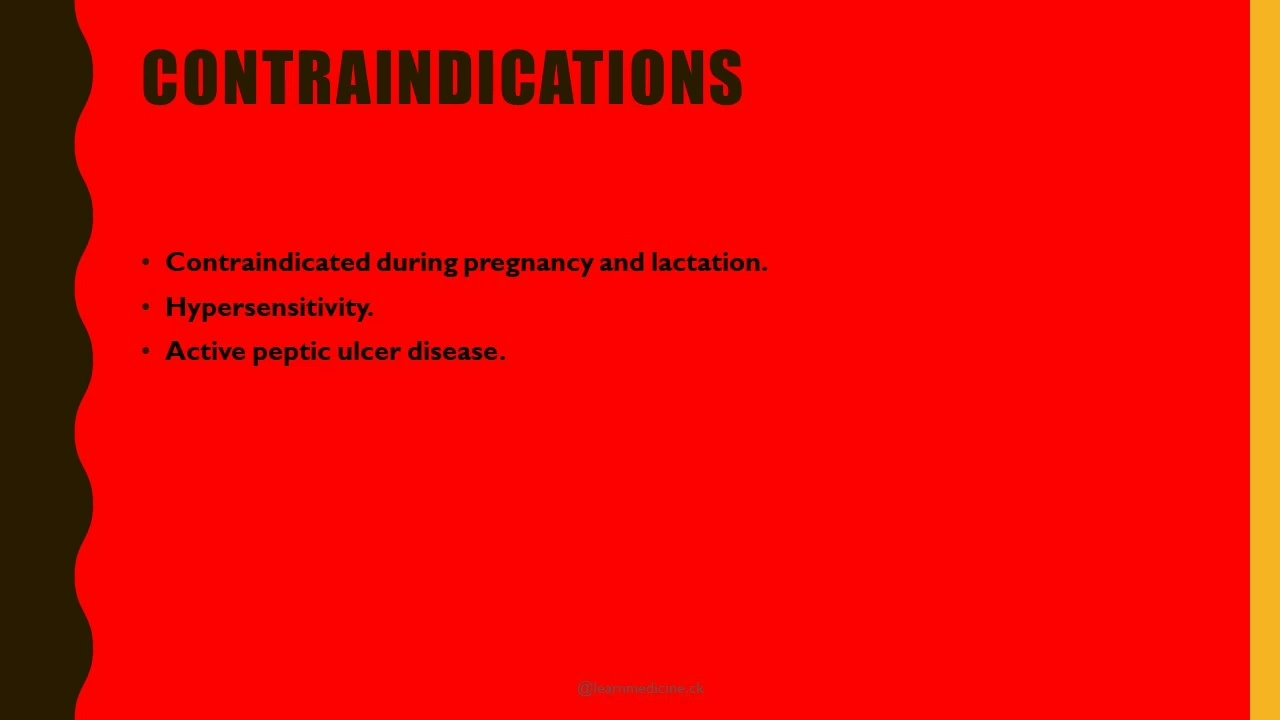 CONTRAINDICATIONS
• Contraindicated during pregnancy and lactation.
• Hypersensitivity.
• Active peptic ulcer disease.
@learnmedicine.ck